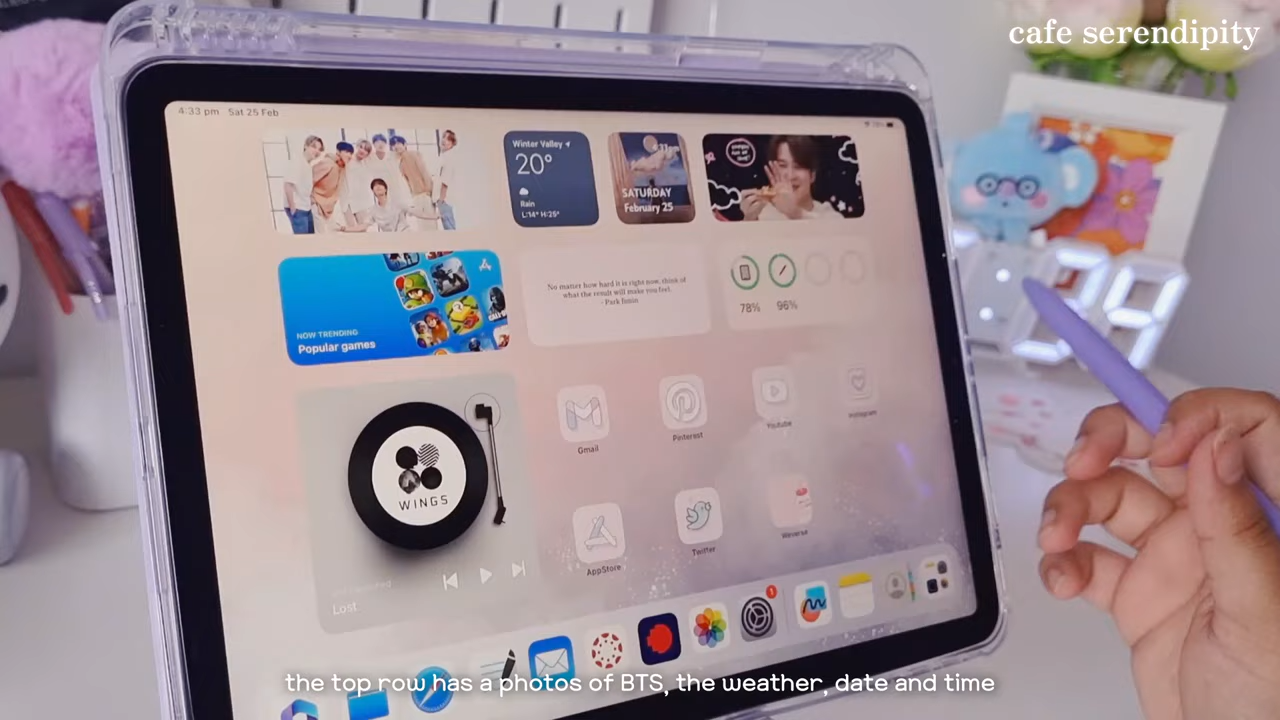 cafe serendipity
4:33 pm Sat 25 Feb
Winter Valley
20°
Rain
L:14° H:25°
SATURDAY
February 25
NOW TRENDING
Popular games
No matter how hard it is right now, think of
what the result will make you feel.
- Park Jimin
78% 96%
Gmail
Pinterest
Youtube
Instagram
WINGS
AppStore
Twitter
Weverse
Lost
1
the top row has a photos of BTS, the weather, date and time